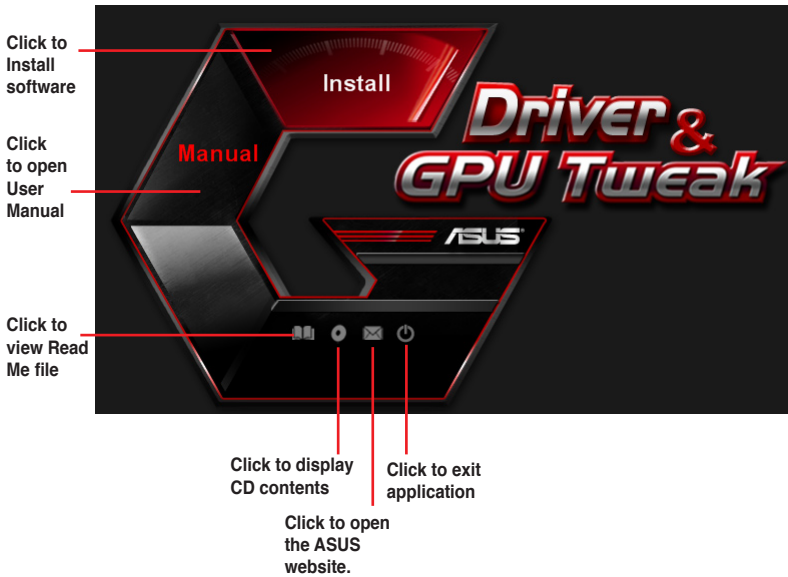 Click to
Install
software
Install
Driver &
GPU Tweak
Click
to open
User
Manual
Manual
ASUS
Click to
view Read
Me file
Click to display
CD contents
Click to exit
application
Click to open
the ASUS
website.